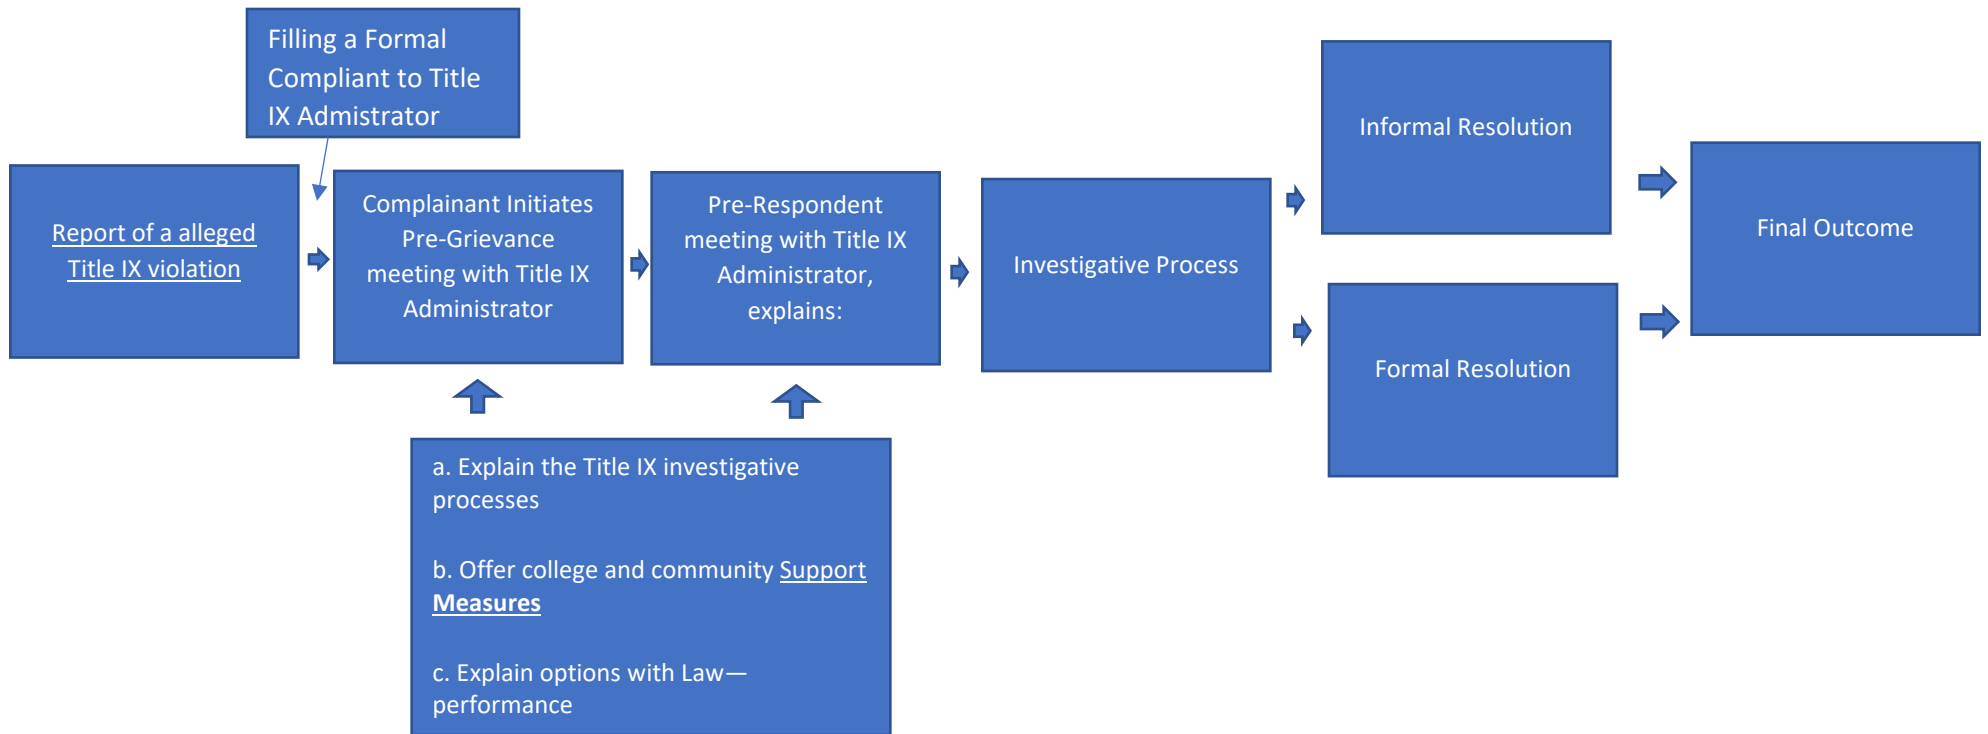 Filling a Formal
Compliant to Title
IX Admistrator
Report of a alleged
Title IX violation
Complainant Initiates
Pre-Grievance
meeting with Title IX
Administrator
Pre-Respondent
meeting with Title IX
Administrator,
explains:
Investigative Process
Informal Resolution
Formal Resolution
Final Outcome
a. Explain the Title IX investigative
processes
b. Offer college and community Support
Measures
c. Explain options with Law—
performance